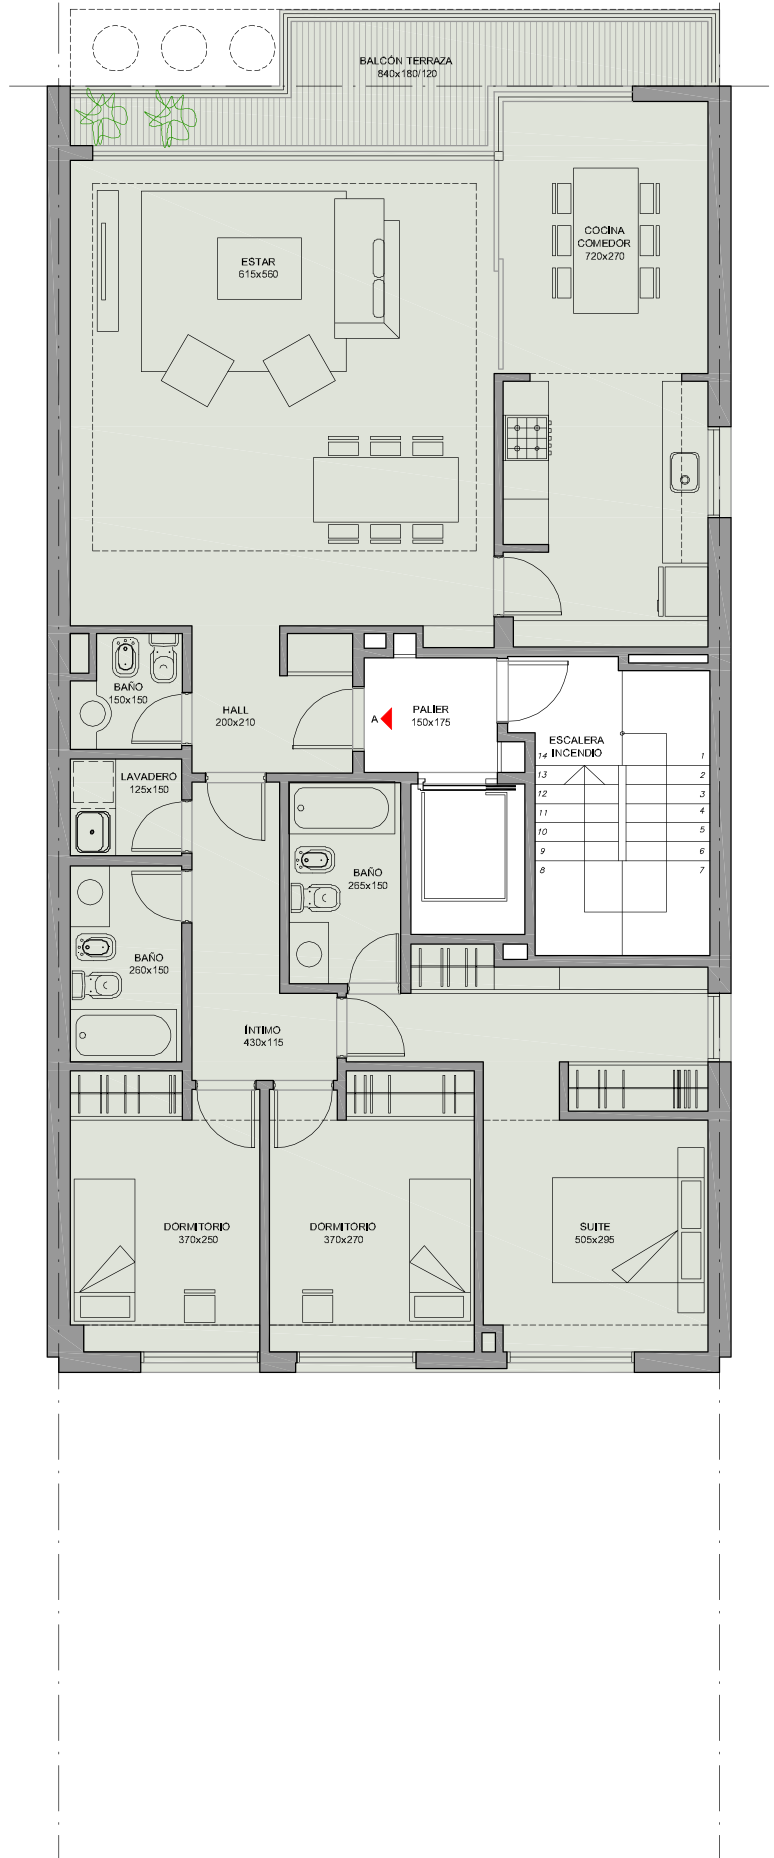 BALCÓN TERRAZA
840x180/120
COCINA
COMEDOR
720x270
ESTAR
615x560
BAÑO
150x150
HALL
200x210
A
PALIER
150x175
ESCALERA
INCENDIO
14
1
13
2
12
3
11
4
10
5
9
6
8
7
LAVADERO
125x150
BAÑO
265x150
BAÑO
260x150
ÍNTIMO
430x115
DORMITORIO
370x250
DORMITORIO
370x270
SUITE
505x295